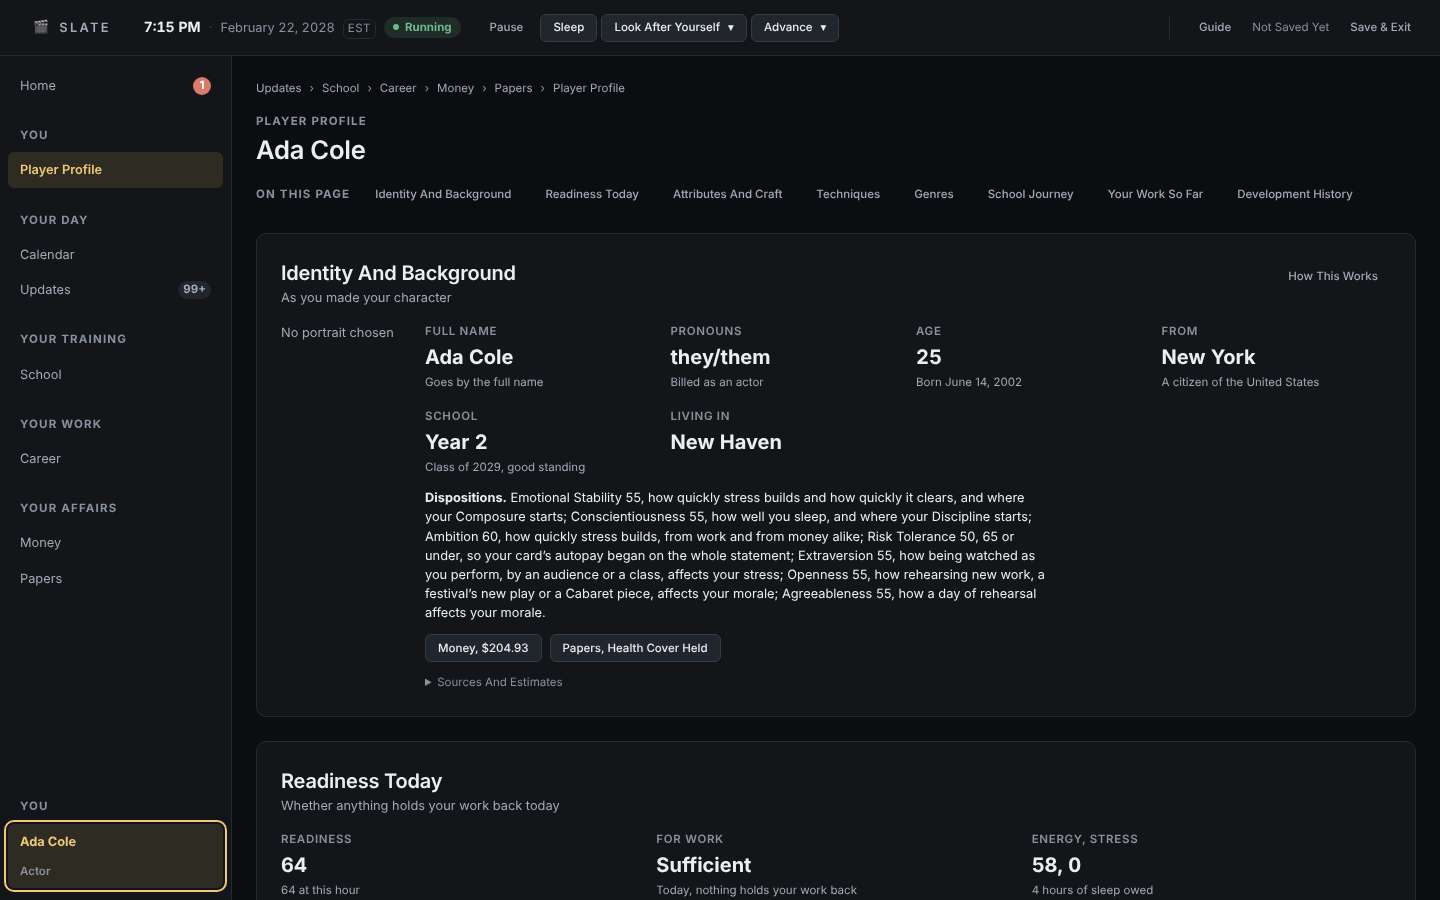 SLATE
7:15 PM · February 22, 2028 EST Running Pause Sleep Look After Yourself ▾ Advance ▾ Guide Not Saved Yet Save & Exit
Home 1
YOU
Player Profile
YOUR DAY
Calendar
Updates 99+
YOUR TRAINING
School
YOUR WORK
Career
YOUR AFFAIRS
Money
Papers
YOU
Ada Cole
Actor
Updates › School › Career › Money › Papers › Player Profile
PLAYER PROFILE
Ada Cole
ON THIS PAGE Identity And Background Readiness Today Attributes And Craft Techniques Genres School Journey Your Work So Far Development History
Identity And Background
How This Works
As you made your character
No portrait chosen
FULL NAME
Ada Cole
Goes by the full name
PRONOUNS
they/them
Billed as an actor
AGE
25
Born June 14, 2002
FROM
New York
A citizen of the United States
SCHOOL
Year 2
Class of 2029, good standing
LIVING IN
New Haven
Dispositions. Emotional Stability 55, how quickly stress builds and how quickly it clears, and where
your Composure starts; Conscientiousness 55, how well you sleep, and where your Discipline starts;
Ambition 60, how quickly stress builds, from work and from money alike; Risk Tolerance 50, 65 or
under, so your card’s autopay began on the whole statement; Extraversion 55, how being watched as
you perform, by an audience or a class, affects your stress; Openness 55, how rehearsing new work, a
festival’s new play or a Cabaret piece, affects your morale; Agreeableness 55, how a day of rehearsal
affects your morale.
Money, $204.93
Papers, Health Cover Held
▶ Sources And Estimates
Readiness Today
Whether anything holds your work back today
READINESS
64
64 at this hour
FOR WORK
Sufficient
Today, nothing holds your work back
ENERGY, STRESS
58, 0
4 hours of sleep owed